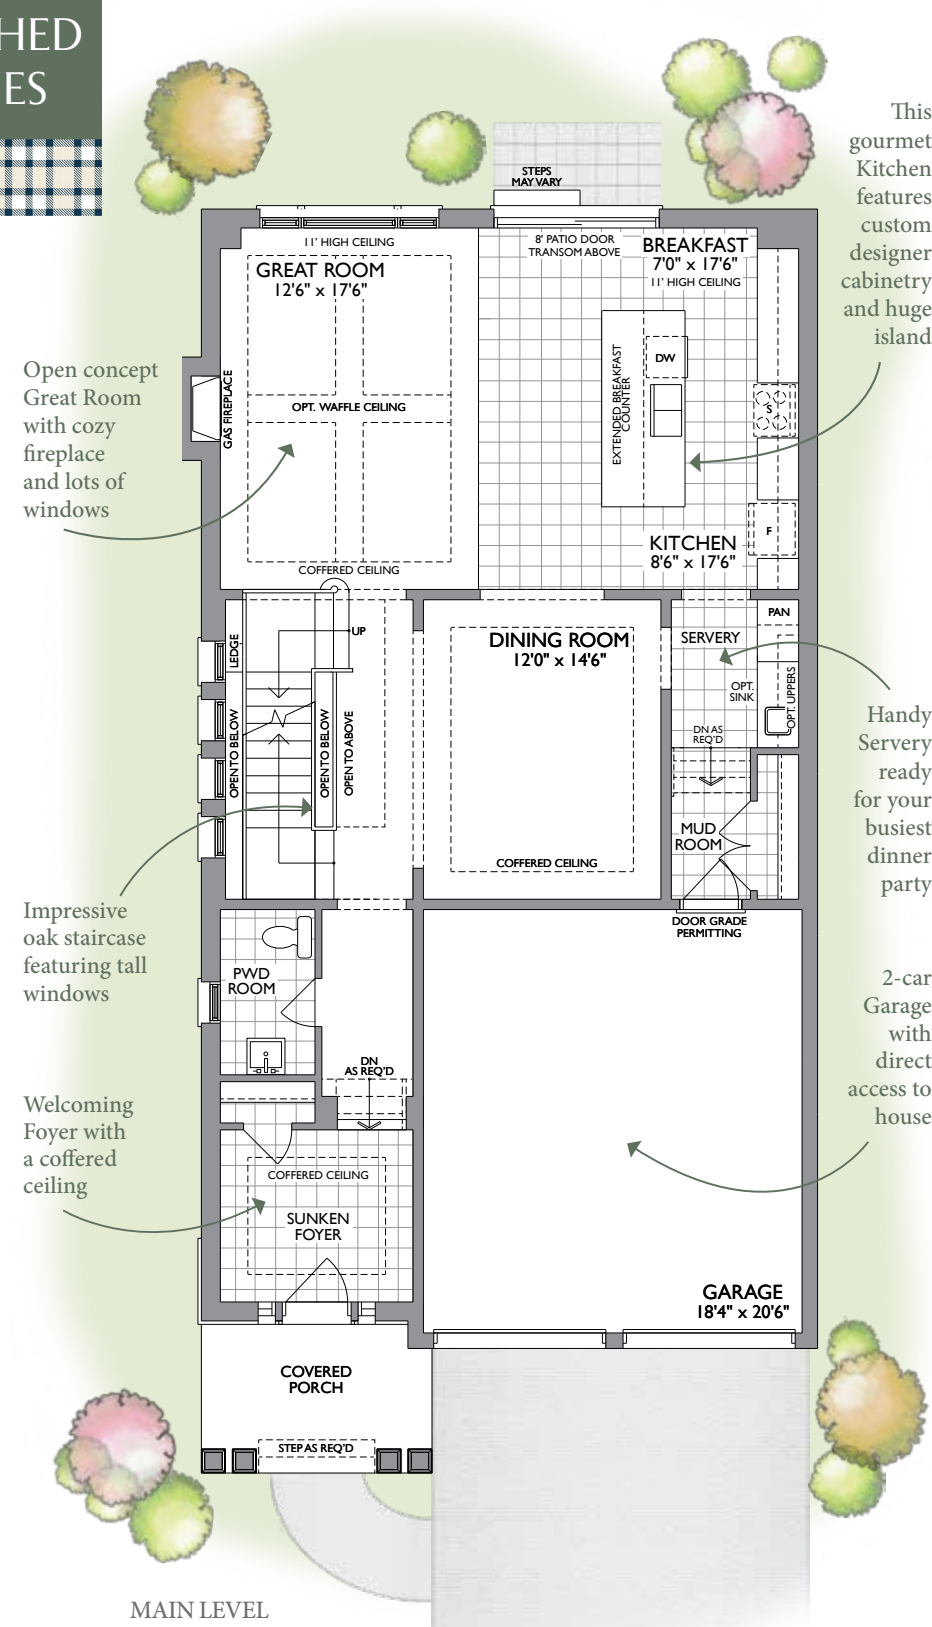 HED
ES
STEPS
MAY VARY
11' HIGH CEILING
GREAT ROOM
12'6" x 17'6"
8' PATIO DOOR
TRANSOM ABOVE
BREAKFAST
7'0" x 17'6"
11' HIGH CEILING
This
gourmet
Kitchen
features
custom
designer
cabinetry
and huge
island
Open concept
Great Room
with cozy
fireplace
and lots of
windows
GAS FIREPLACE
OPT. WAFFLE CEILING
EXTENDED BREAKFAST
COUNTER
DW
S
F
KITCHEN
8'6" x 17'6"
COFFERED CEILING
UP
LEDGE
OPEN TO BELOW
OPEN TO BELOW
OPEN TO ABOVE
DINING ROOM
12'0" x 14'6"
COFFERED CEILING
SERVERY
PAN
OPT.
SINK
OPT. UPPERS
DN AS
REQ'D
MUD
ROOM
DOOR GRADE
PERMITTING
Handy
Servery
ready
for your
busiest
dinner
party
Impressive
oak staircase
featuring tall
windows
PWD
ROOM
DN
AS REQ'D
2-car
Garage
with
direct
access to
house
Welcoming
Foyer with
a coffered
ceiling
COFFERED CEILING
SUNKEN
FOYER
GARAGE
18'4" x 20'6"
COVERED
PORCH
STEP AS REQ'D
MAIN LEVEL